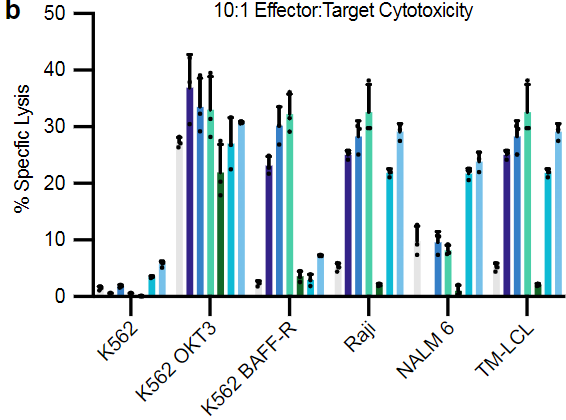 b
10:1 Effector:Target Cytotoxicity
% Specfic Lysis
50
40
30
20
10
0
K562
K562 OKT3
K562 BAFF-R
Raji
NALM 6
TM-LCL